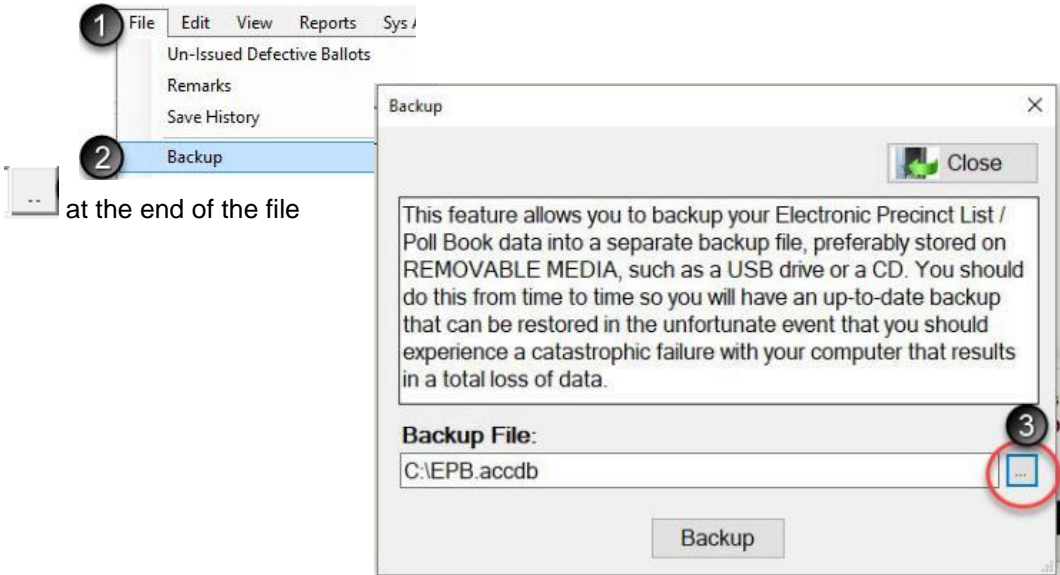 1
File Edit View Reports Sys
Un-Issued Defective Ballots
Remarks
Save History
2
Backup
.. at the end of the file
Backup
Close
This feature allows you to backup your Electronic Precinct List /
Poll Book data into a separate backup file, preferably stored on
REMOVABLE MEDIA, such as a USB drive or a CD. You should
do this from time to time so you will have an up-to-date backup
that can be restored in the unfortunate event that you should
experience a catastrophic failure with your computer that results
in a total loss of data.
3
Backup File:
C:\EPB.accdb
...
Backup